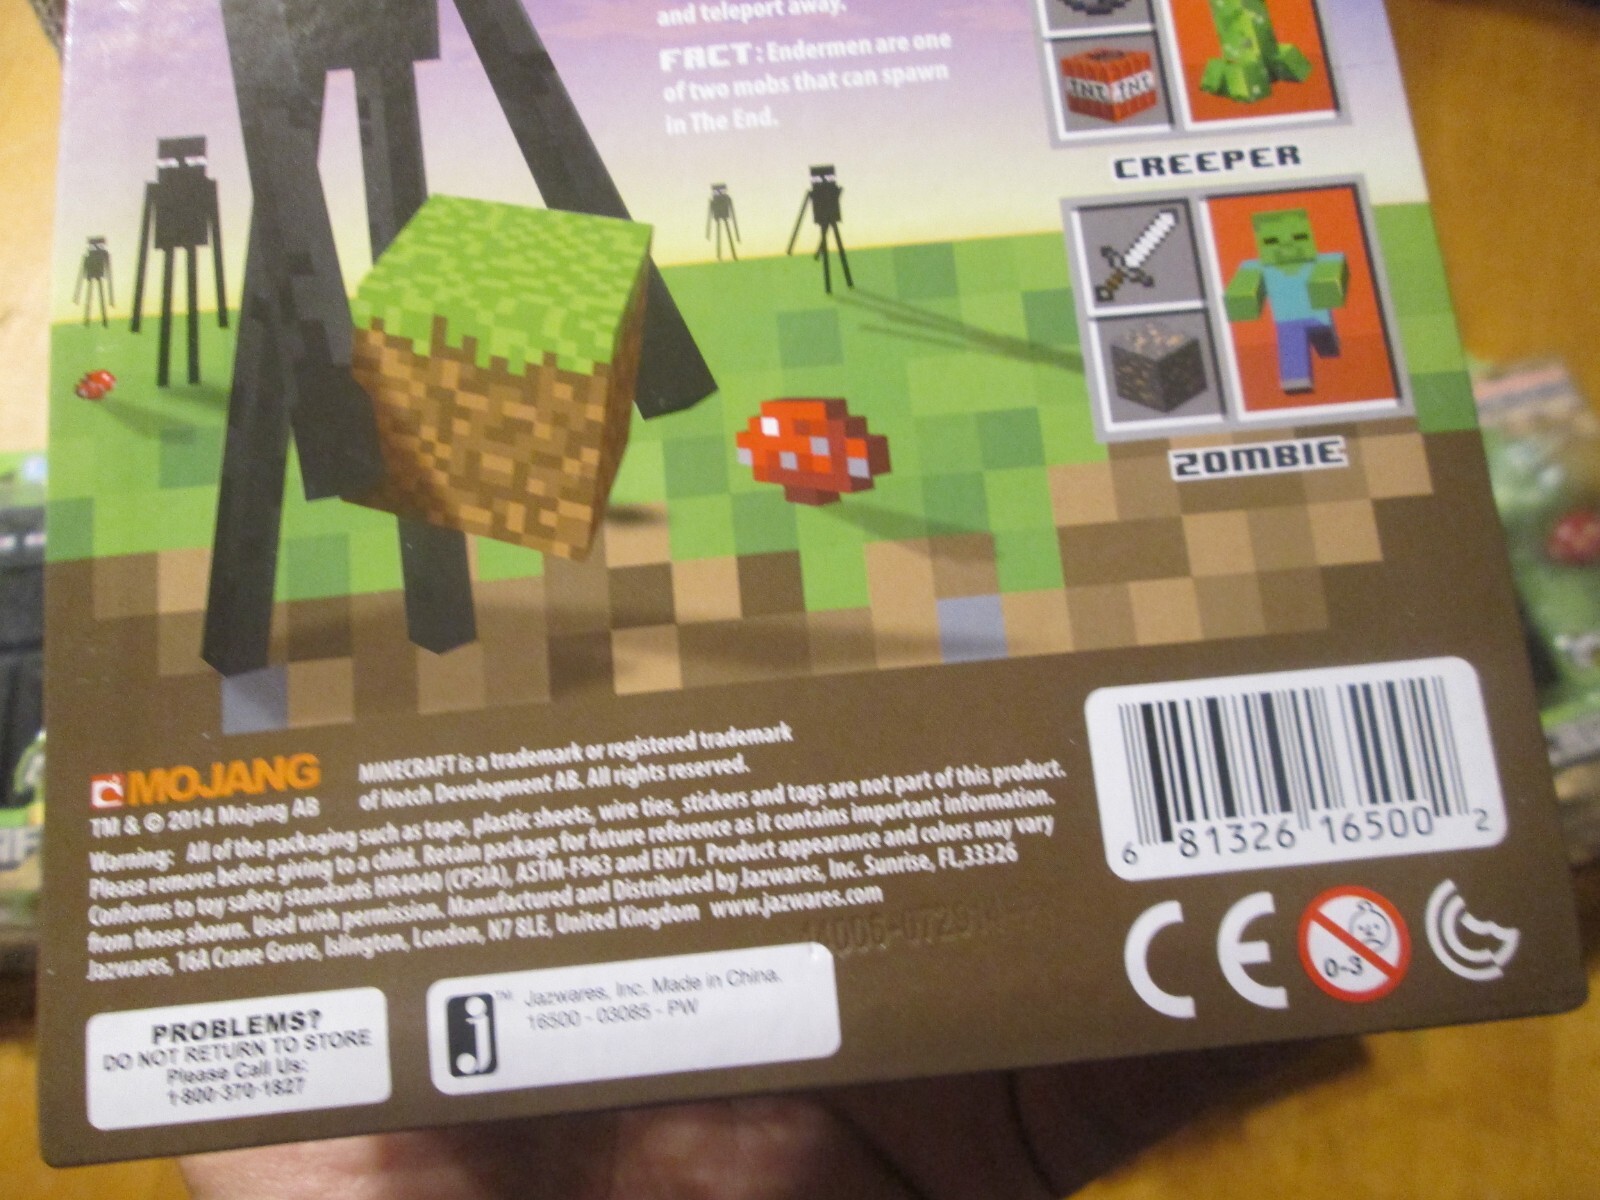 and teleport away.
FACT: Endermen are one
of two mobs that can spawn
in The End.
TNT TNT
CREEPER
ZOMBIE
MOJANG
TM & © 2014 Mojang AB
MINECRAFT is a trademark or registered trademark
of Notch Development AB. All rights reserved.
Warning: All of the packaging such as tape, plastic sheets, wire ties, stickers and tags are not part of this product.
Please remove before giving to a child. Retain package for future reference as it contains important information.
Conforms to toy safety standards HR4040 (CPSIA), ASTM-F963 and EN71. Product appearance and colors may vary
from those shown. Used with permission. Manufactured and Distributed by Jazwares, Inc. Sunrise, FL,33326
Jazwares, 16A Crane Grove, Islington, London, N7 8LE, United Kingdom www.jazwares.com
6 81326 16500 2
CE
0-3
PROBLEMS?
DO NOT RETURN TO STORE
Please Call Us:
1-800-370-1827
j™
Jazwares, Inc. Made in China.
16500 - 03085 - PW